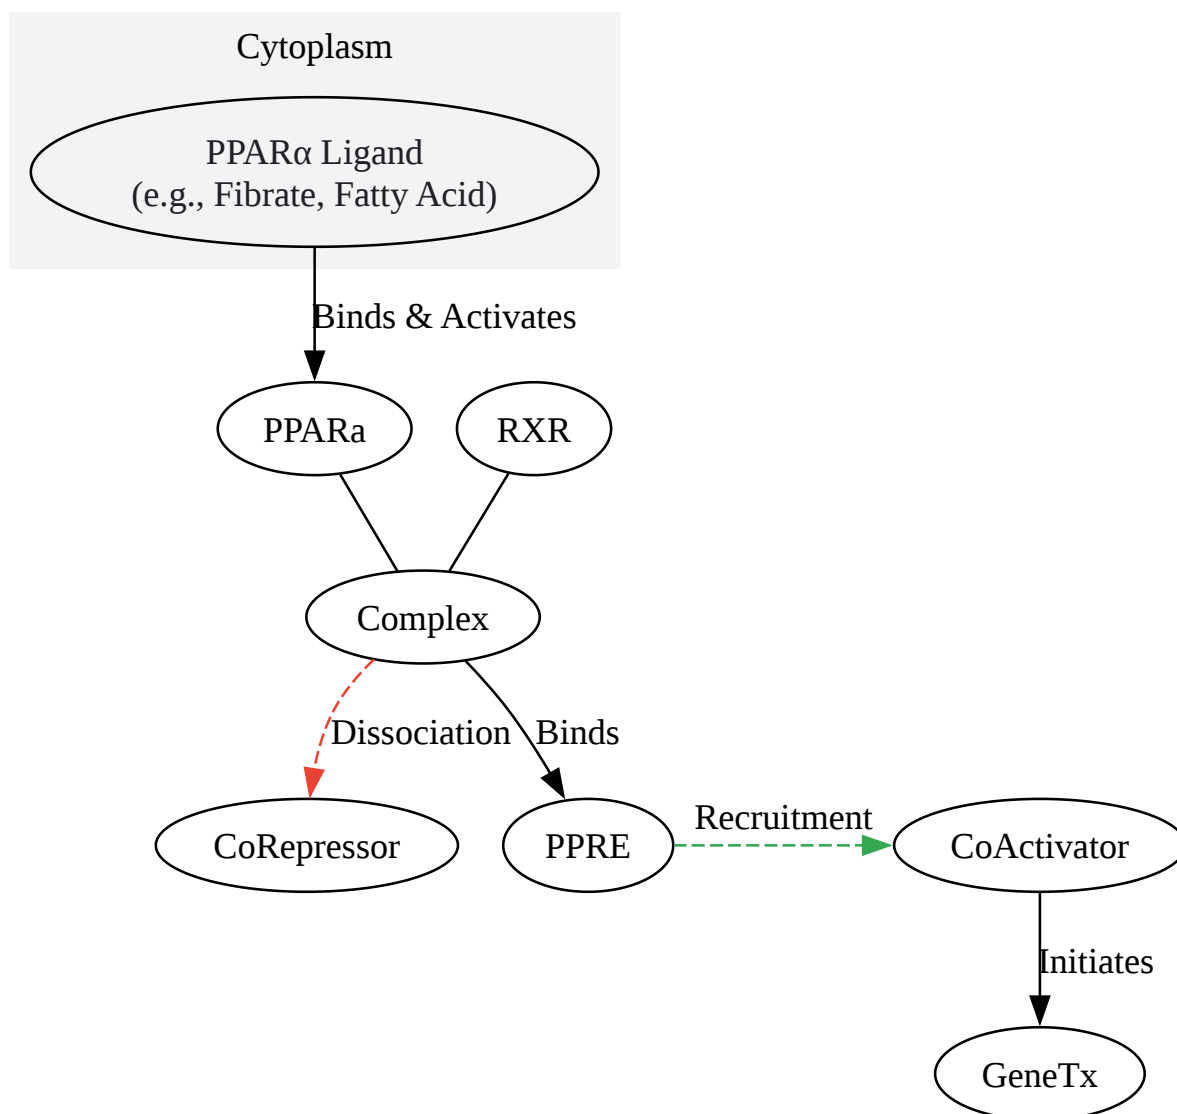 Cytoplasm
PPARα Ligand
(e.g., Fibrate, Fatty Acid)
Binds & Activates
PPARa
RXR
Complex
Dissociation
Binds
Recruitment
CoRepressor
PPRE
CoActivator
Initiates
GeneTx